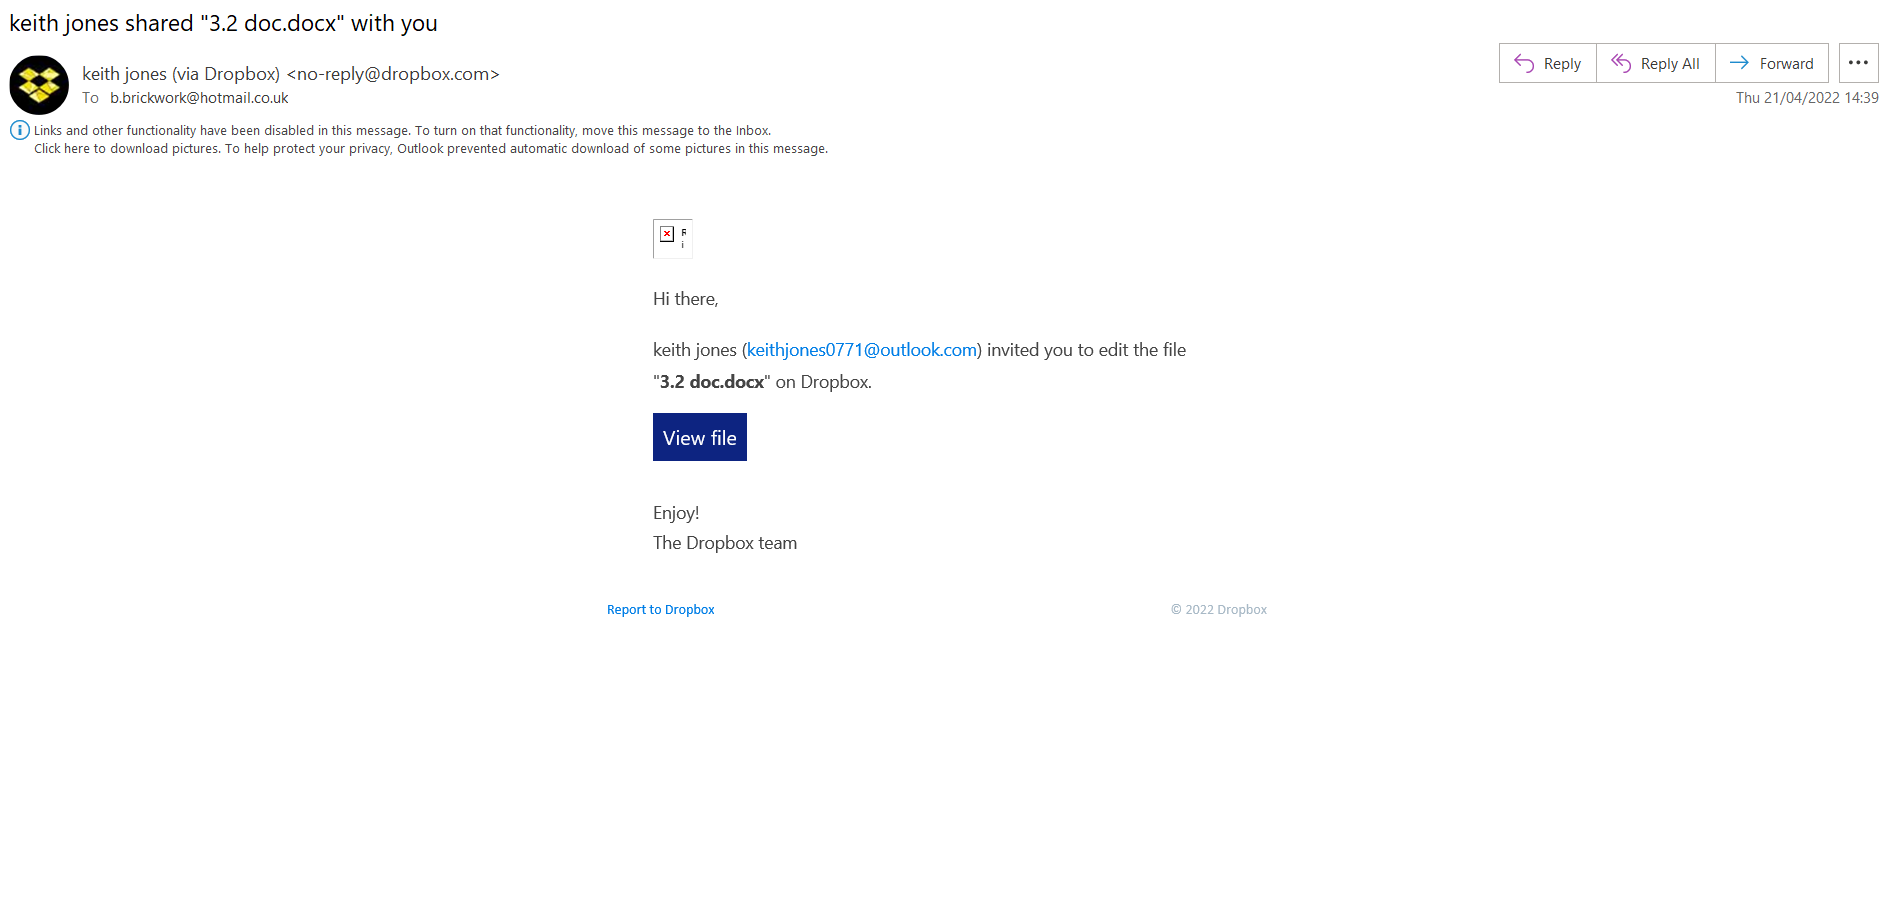 keith jones shared "3.2 doc.docx" with you
keith jones (via Dropbox) <no-reply@dropbox.com>
To b.brickwork@hotmail.co.uk
Reply
Reply All
Forward
Thu 21/04/2022 14:39
Links and other functionality have been disabled in this message. To turn on that functionality, move this message to the Inbox.
Click here to download pictures. To help protect your privacy, Outlook prevented automatic download of some pictures in this message.
R
i
Hi there,
keith jones (keithjones0771@outlook.com) invited you to edit the file
"3.2 doc.docx" on Dropbox.
View file
Enjoy!
The Dropbox team
Report to Dropbox
© 2022 Dropbox